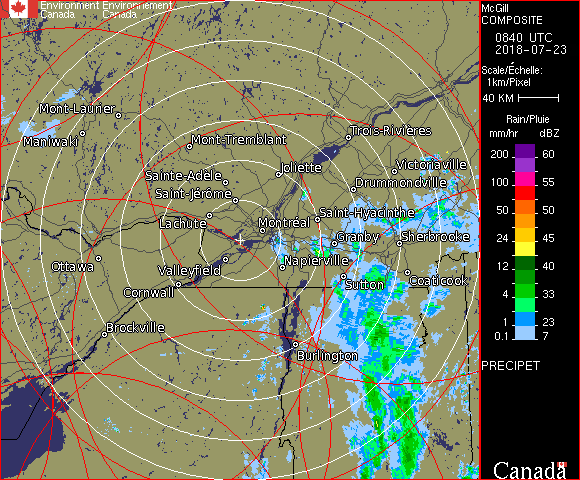 Environment Environnement
Canada Canada
McGill
COMPOSITE
0840 UTC
2018-07-23
Scale/Échelle:
1km/Pixel
40 KM
Rain/Pluie
mm/hr dBZ
200 60
150 57
100 55
50 50
24 45
12 40
4 33
1 23
0.1 7
PRECIPET
Canada
Mont-Laurier
Maniwaki
Mont-Tremblant
Trois-Rivières
Sainte-Adèle
Joliette
Victoriaville
Saint-Jérôme
Drummondville
Lachute
Montréal
Saint-Hyacinthe
Granby
Sherbrooke
Ottawa
Valleyfield
Napierville
Cornwall
Sutton
Coaticook
Brockville
Burlington